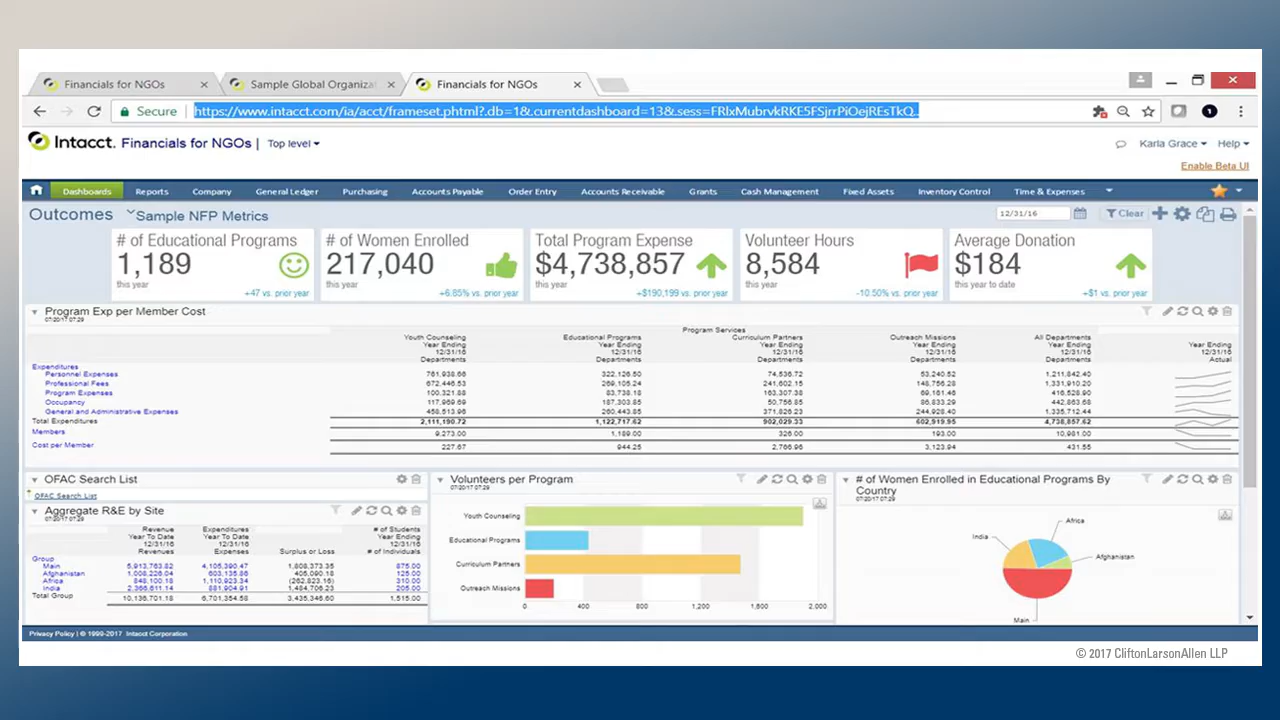 Financials for NGOs
Sample Global Organizat
Financials for NGOs
Secure
https://www.intacct.com/ia/acct/frameset.phtml?.db=1&.currentdashboard=13&.sess=FRlxMubrvkRKE5FSJrrPiOejREsTkQ..
Intacct. Financials for NGOs | Top level
Karla Grace
Help
Enable Beta UI
Dashboards Reports Company General Ledger Purchasing Accounts Payable Order Entry Accounts Receivable Grants Cash Management Fixed Assets Inventory Control Time & Expenses
Outcomes Sample NFP Metrics
12/31/16
Clear
# of Educational Programs
1,189
this year
+47 vs. prior year
# of Women Enrolled
217,040
this year
+6.85% vs. prior year
Total Program Expense
$4,738,857
this year
+$190,199 vs. prior year
Volunteer Hours
8,584
this year
-10.50% vs. prior year
Average Donation
$184
this year to date
+$1 vs. prior year
Program Exp per Member Cost
07/20/17 07:29
Program Services
Youth Counseling Educational Programs Curriculum Partners Outreach Missions All Departments
Year Ending Year Ending Year Ending Year Ending Year Ending Year Ending
12/31/16 12/31/16 12/31/16 12/31/16 12/31/16 12/31/16
Departments Departments Departments Departments Departments Actual
Expenditures
Personnel Expenses 761,938.66 322,126.50 74,536.72 53,240.52 1,211,842.40
Professional Fees 672,446.53 269,105.24 241,602.15 148,756.28 1,331,910.20
Program Expenses 100,321.88 83,738.18 163,307.38 69,161.46 416,528.90
Occupancy 117,969.69 187,303.85 50,756.85 86,833.29 442,863.68
General and Administrative Expenses 458,513.96 260,443.85 371,826.23 244,928.40 1,335,712.44
Total Expenditures 2,111,190.72 1,122,717.62 902,029.33 602,919.95 4,738,857.62
Members 9,273.00 1,189.00 326.00 193.00 10,981.00
Cost per Member 227.67 944.25 2,766.96 3,123.94 431.55
OFAC Search List
OFAC Search List
Aggregate R&E by Site
07/20/17 07:29
Revenue Expenditures # of Students
Year To Date Year To Date Year Ending
12/31/16 12/31/16 12/31/16
Revenues Expenses Surplus or Loss # of Individuals
Group
Main 5,913,763.82 4,105,390.47 1,808,373.35 875.00
Afghanistan 1,008,226.04 603,135.86 405,090.18 125.00
Africa 848,100.18 1,110,923.34 (262,823.16) 310.00
India 2,366,611.14 881,904.91 1,484,706.23 205.00
Total Group 10,136,701.18 6,701,354.58 3,435,346.60 1,515.00
Volunteers per Program
07/20/17 07:29
Youth Counseling
Educational Programs
Curriculum Partners
Outreach Missions
0 400 800 1,200 1,600 2,000
# of Women Enrolled in Educational Programs By
Country
07/20/17 07:29
Africa
India
Afghanistan
Main
Privacy Policy | © 1999-2017 Intacct Corporation
© 2017 CliftonLarsonAllen LLP